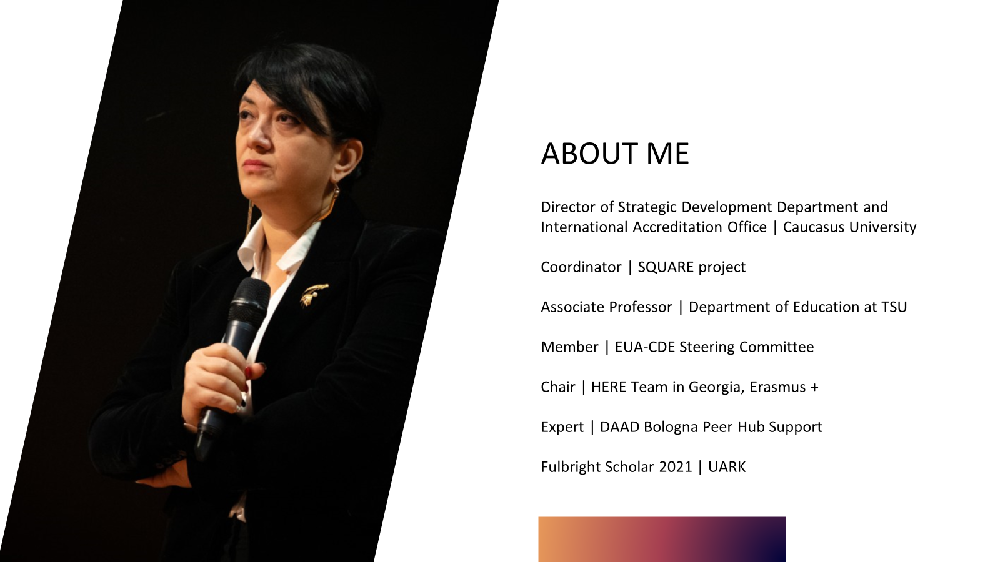 ABOUT ME
Director of Strategic Development Department and
International Accreditation Office | Caucasus University
Coordinator | SQUARE project
Associate Professor | Department of Education at TSU
Member | EUA-CDE Steering Committee
Chair | HERE Team in Georgia, Erasmus +
Expert | DAAD Bologna Peer Hub Support
Fulbright Scholar 2021 | UARK